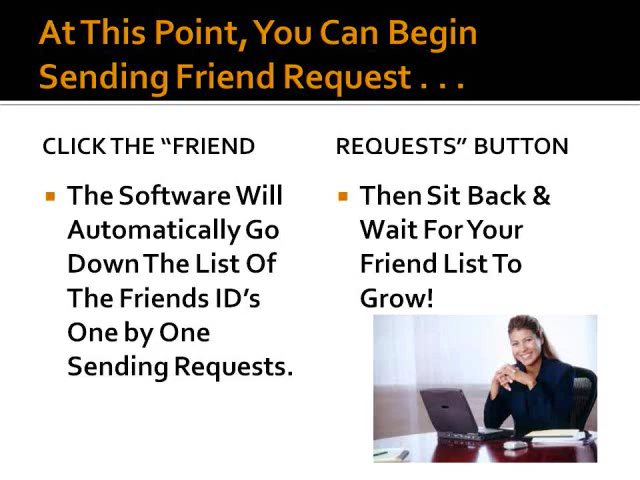 At This Point, You Can Begin
Sending Friend Request . . .
CLICK THE “FRIEND
REQUESTS” BUTTON
The Software Will
Automatically Go
Down The List Of
The Friends ID’s
One by One
Sending Requests.
Then Sit Back &
Wait For Your
Friend List To
Grow!